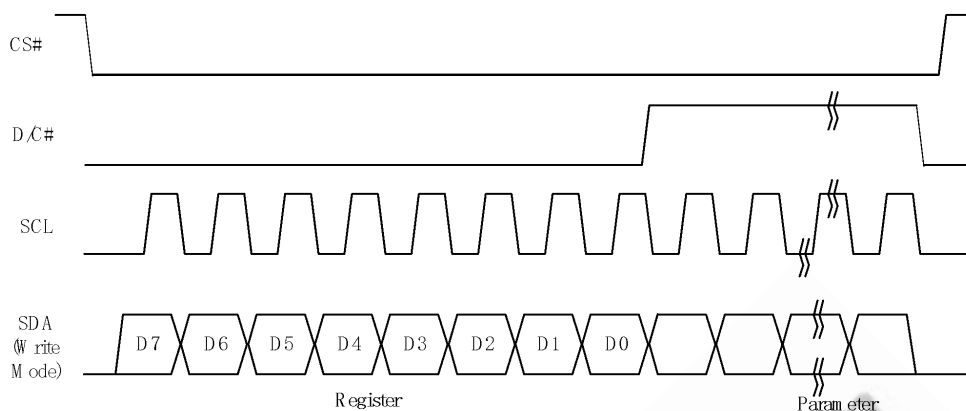 CS#
D/C#
SCL
SDA
(Write
Mode)
D7 D6 D5 D4 D3 D2 D1 D0
Register Parameter